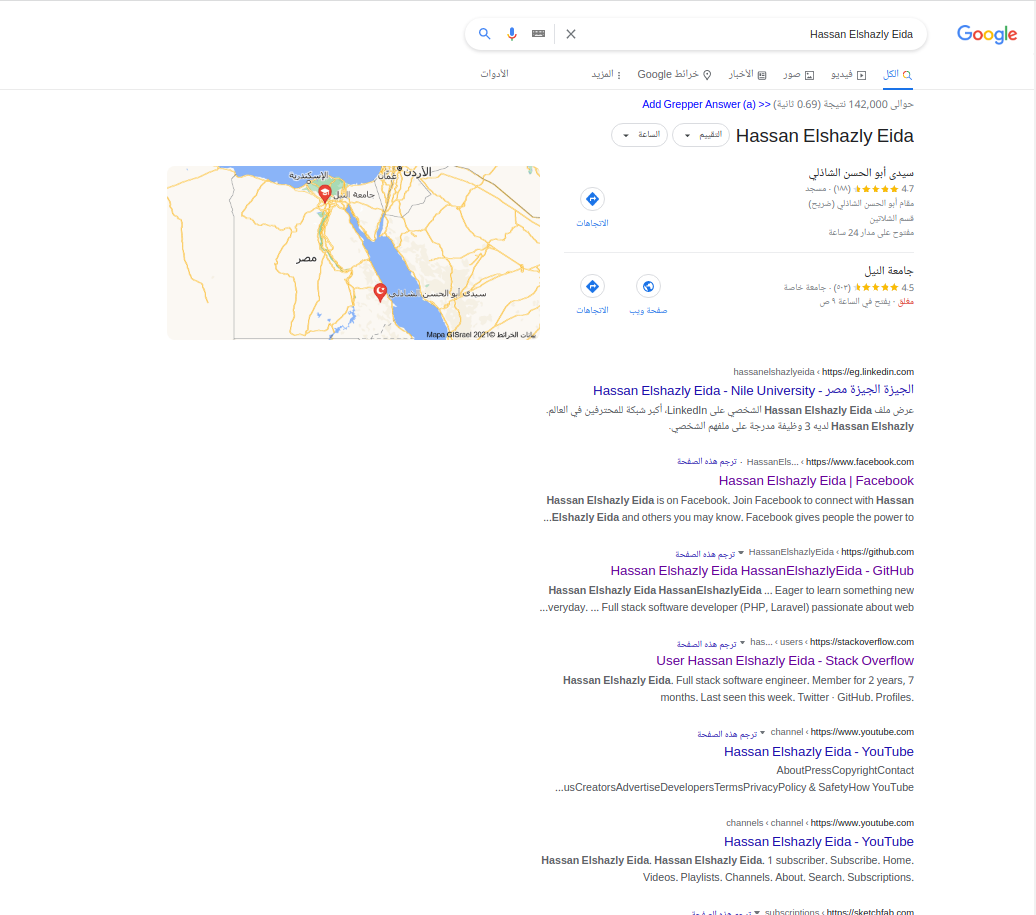 Hassan Elshazly Eida
Google
الكل
فيديو
صور
الأخبار
خرائط Google
المزيد
الأدوات
حوالى 142,000 نتيجة (0.69 ثانية) Add Grepper Answer (a) >>
Hassan Elshazly Eida
التقييم
الساعة
سيدى أبو الحسن الشاذلي
4.7 (١٨٨) · مسجد
مقام أبو الحسن الشاذلي (ضريح)
قسم الشلاتين
مفتوح على مدار 24 ساعة
الاتجاهات
جامعة النيل
4.5 (٥٠٢) · جامعة خاصة
مغلق · يفتح في الساعة ٩ ص
صفحة ويب
الاتجاهات
الأردن
عمّان
الإسكندرية
جامعة النيل
مصر
سيدى أبو الحسن الشاذلي
بيانات الخرائط ©2021 Mapa GISrael
https://eg.linkedin.com › hassanelshazlyeida
Hassan Elshazly Eida - Nile University - الجيزة الجيزة مصر
عرض ملف Hassan Elshazly Eida الشخصي على LinkedIn، أكبر شبكة للمحترفين في العالم.
Hassan Elshazly لديه 3 وظيفة مدرجة على ملفهم الشخصي.
https://www.facebook.com › HassanEls... · ترجم هذه الصفحة
Hassan Elshazly Eida | Facebook
Hassan Elshazly Eida is on Facebook. Join Facebook to connect with Hassan
Elshazly Eida and others you may know. Facebook gives people the power to...
https://github.com › HassanElshazlyEida ترجم هذه الصفحة
Hassan Elshazly Eida HassanElshazlyEida - GitHub
Hassan Elshazly Eida HassanElshazlyEida ... Eager to learn something new
veryday. ... Full stack software developer (PHP, Laravel) passionate about web...
https://stackoverflow.com › users › has... ترجم هذه الصفحة
User Hassan Elshazly Eida - Stack Overflow
Hassan Elshazly Eida. Full stack software engineer. Member for 2 years, 7
months. Last seen this week. Twitter · GitHub. Profiles.
https://www.youtube.com › channel ترجم هذه الصفحة
Hassan Elshazly Eida - YouTube
AboutPressCopyrightContact
usCreatorsAdvertiseDevelopersTermsPrivacyPolicy & SafetyHow YouTube...
https://www.youtube.com › channel › channels
Hassan Elshazly Eida - YouTube
Hassan Elshazly Eida. Hassan Elshazly Eida. 1 subscriber. Subscribe. Home.
Videos. Playlists. Channels. About. Search. Subscriptions.
https://sketchfab.com › subscriptions ترجم هذه الصفحة